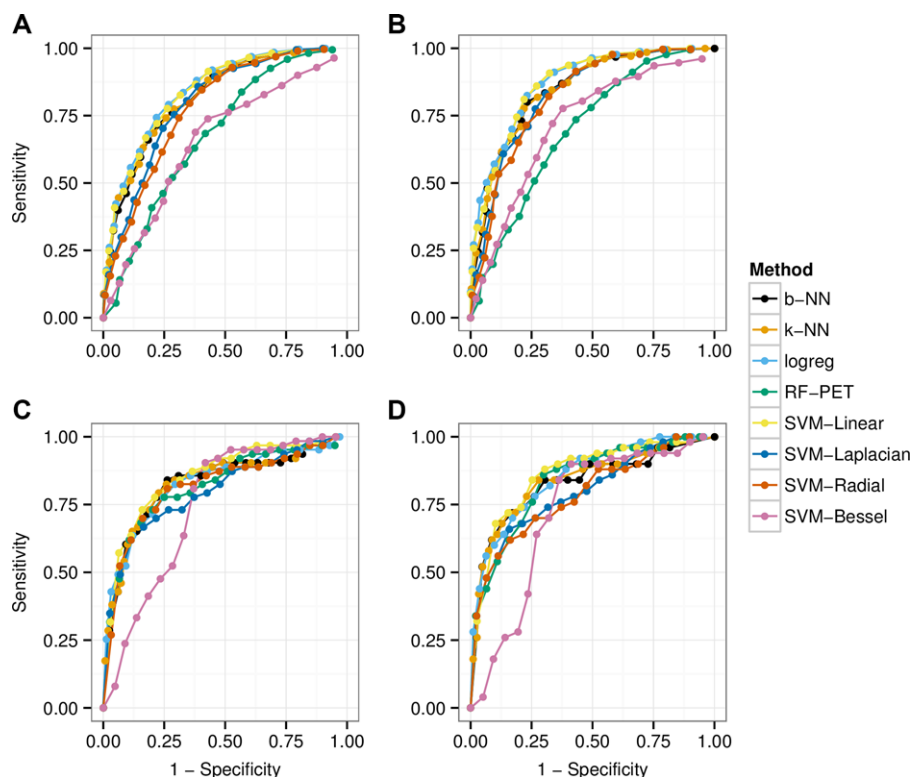 A
B
1.00
0.75
0.50
0.25
0.00
Sensitivity
0.00 0.25 0.50 0.75 1.00
1.00
0.75
0.50
0.25
0.00
0.00 0.25 0.50 0.75 1.00
C
D
1.00
0.75
0.50
0.25
0.00
Sensitivity
0.00 0.25 0.50 0.75 1.00
1 − Specificity
1.00
0.75
0.50
0.25
0.00
0.00 0.25 0.50 0.75 1.00
1 − Specificity
Method
b−NN
k−NN
logreg
RF−PET
SVM−Linear
SVM−Laplacian
SVM−Radial
SVM−Bessel